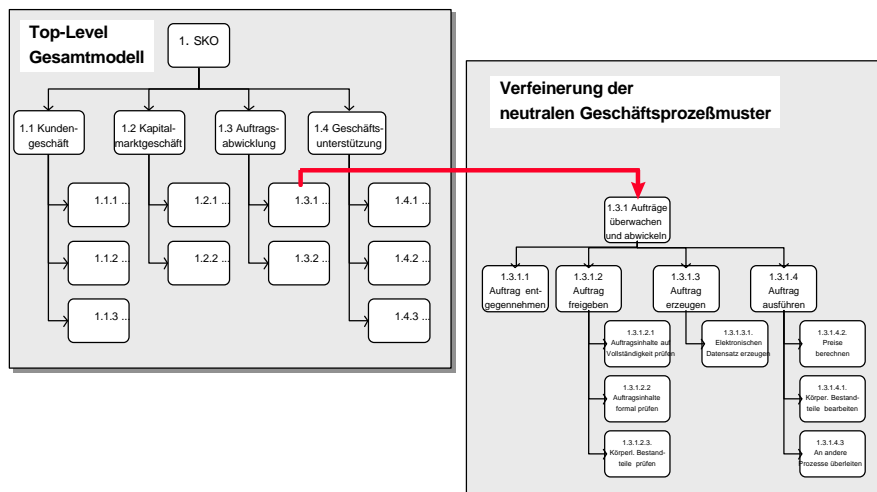 Top-Level
Gesamtmodell
1. SKO
1.1 Kunden-
geschäft
1.2 Kapital-
marktgeschäft
1.3 Auftrags-
abwicklung
1.4 Geschäfts-
unterstützung
1.1.1 ...
1.2.1 ...
1.3.1 ...
1.4.1 ...
1.1.2 ...
1.2.2 ...
1.3.2 ...
1.4.2 ...
1.1.3 ...
1.4.3 ...
Verfeinerung der
neutralen Geschäftsprozeßmuster
1.3.1 Aufträge
überwachen
und abwickeln
1.3.1.1
Auftrag ent-
gegennehmen
1.3.1.2
Auftrag
freigeben
1.3.1.3
Auftrag
erzeugen
1.3.1.4
Auftrag
ausführen
1.3.1.2.1
Auftragsinhalte auf
Vollständigkeit prüfen
1.3.1.3.1.
Elektronischen
Datensatz erzeugen
1.3.1.4.2.
Preise
berechnen
1.3.1.2.2
Auftragsinhalte
formal prüfen
1.3.1.4.1.
Körper. Bestand-
teile bearbeiten
1.3.1.2.3.
Körperl. Bestand-
teile prüfen
1.3.1.4.3
An andere
Prozesse überleiten